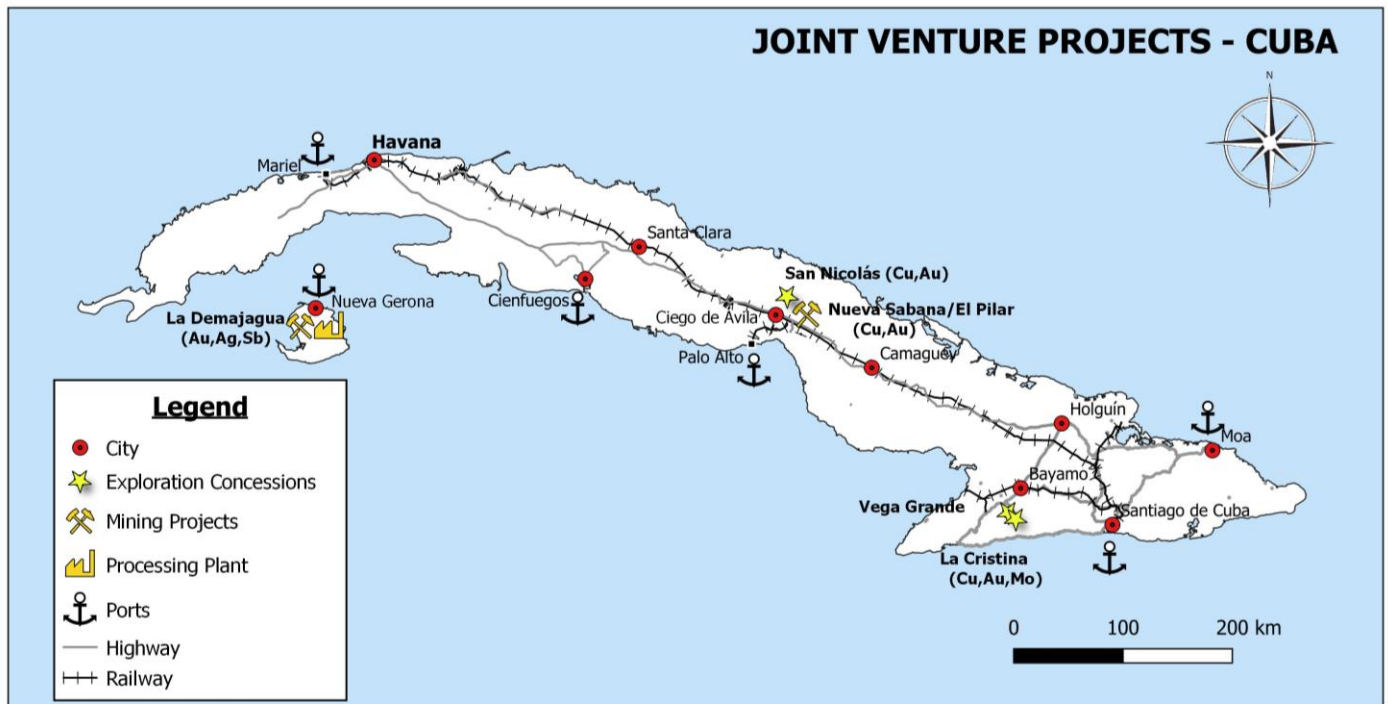 JOINT VENTURE PROJECTS - CUBA
N
Havana
Mariel
Santa Clara
San Nicolás (Cu,Au)
Nueva Gerona
Cienfuegos
La Demajagua
(Au,Ag,Sb)
Ciego de Ávila
Nueva Sabana/El Pilar
(Cu,Au)
Palo Alto
Camaguey
Holguín
Moa
Bayamo
Vega Grande
Santiago de Cuba
La Cristina
(Cu,Au,Mo)
Legend
City
Exploration Concessions
Mining Projects
Processing Plant
Ports
Highway
Railway
0 100 200 km